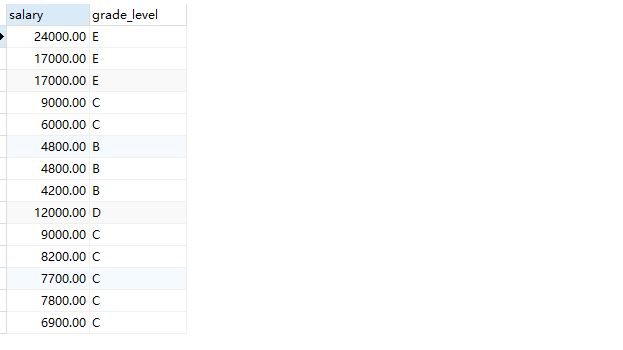 salary grade_level
24000.00 E
17000.00 E
17000.00 E
9000.00 C
6000.00 C
4800.00 B
4800.00 B
4200.00 B
12000.00 D
9000.00 C
8200.00 C
7700.00 C
7800.00 C
6900.00 C